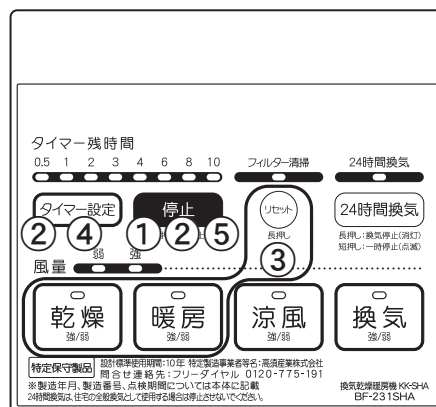 タイマー残時間
0.5 1 2 3 4 6 8 10 フィルター清掃 24時間換気
タイマー設定 停止 リセット 24時間換気
長押し 長押し:換気停止(消灯)
短押し:一時停止(点滅)
② ④ ① ② ⑤ ③
弱 強
風量
乾燥 暖房 涼風 換気
強/弱 強/弱 強/弱 強/弱
特定保守製品 設計標準使用期間:10年 特定製造事業者等名:高須産業株式会社
問合せ連絡先:フリーダイヤル 0120-775-191
※製造年月、製造番号、点検期間については本体に記載 換気乾燥暖房機 KK-SHA
24時間換気は、住宅の全般換気として使用する場合は停止させないでください。 BF-231SHA